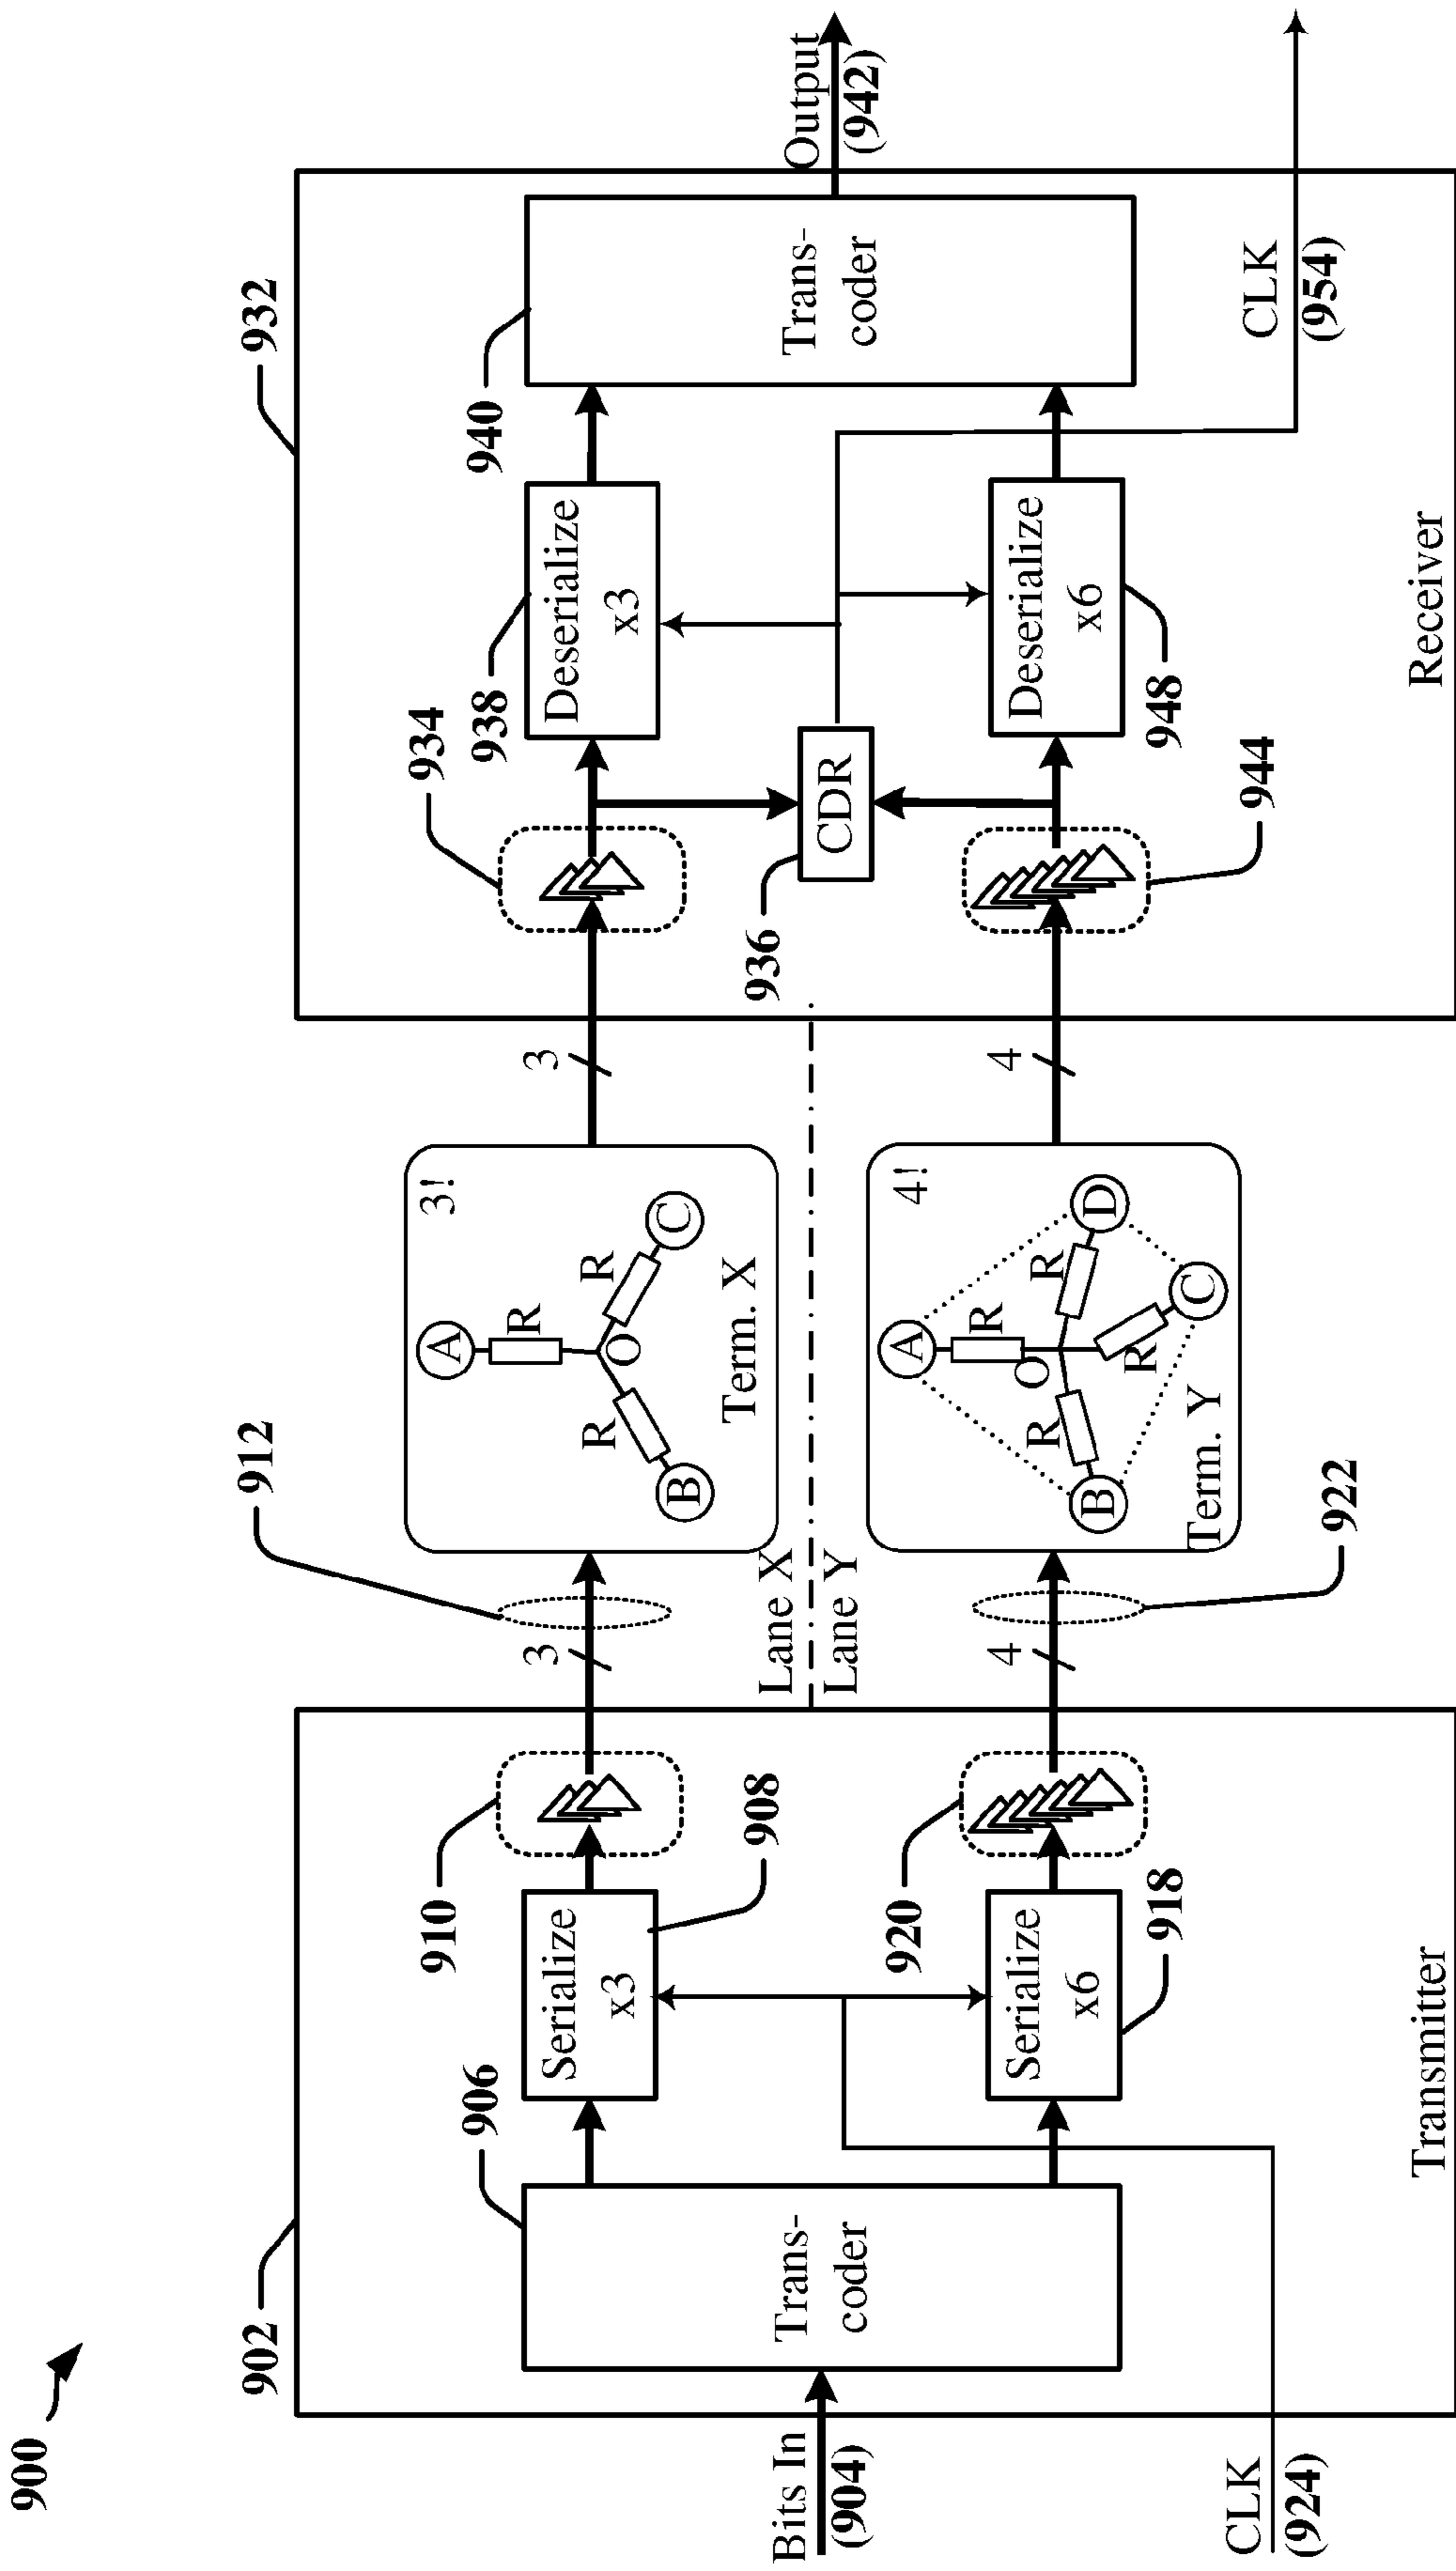 900
902
Bits In
(904)
CLK
(924)
906
Trans-
coder
Serialize
x3
908
Serialize
x6
918
910
920
Transmitter
3
912
4
922
Lane X
Lane Y
3!
A
R
B
R
O
R
C
Term. X
4!
A
R
O
B
R
R
D
R
C
Term. Y
3
4
932
934
936
CDR
944
938
Deserialize
x3
Deserialize
x6
948
940
Trans-
coder
Output
(942)
CLK
(954)
Receiver